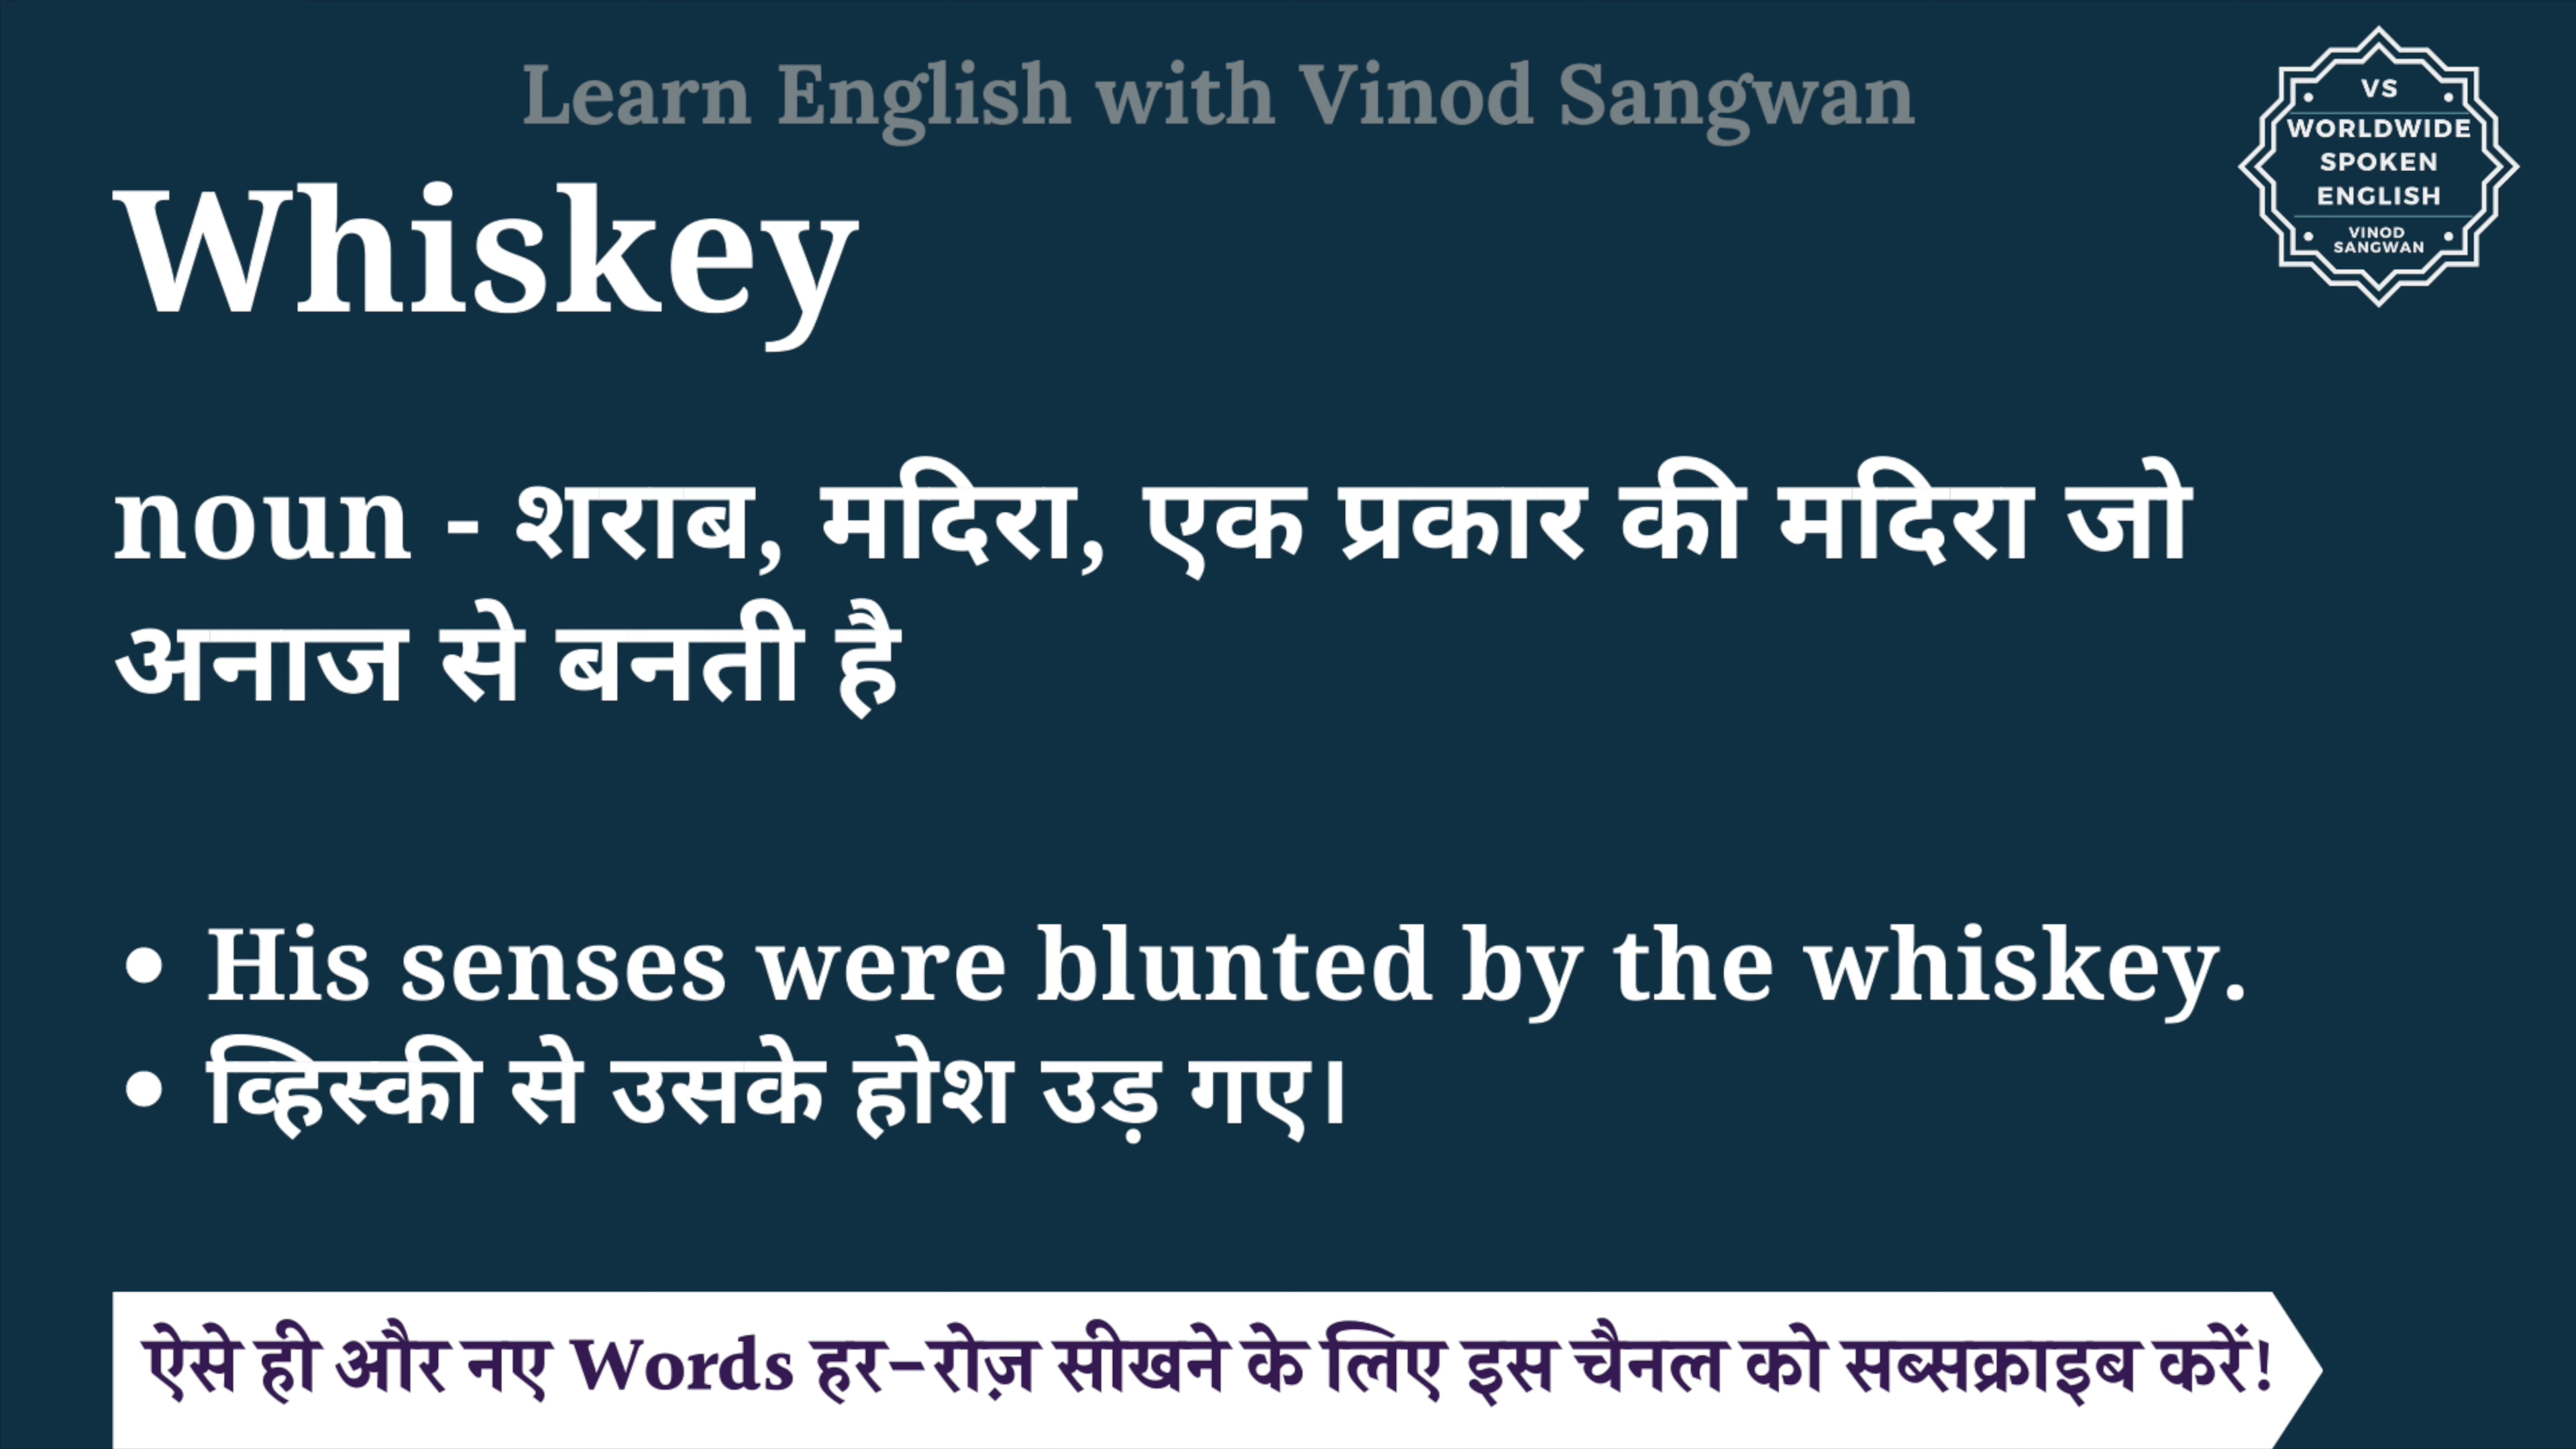 Learn English with Vinod Sangwan
VS
WORLDWIDE
SPOKEN
ENGLISH
VINOD
SANGWAN
Whiskey
noun - शराब, मदिरा, एक प्रकार की मदिरा जो
अनाज से बनती है
• His senses were blunted by the whiskey.
• व्हिस्की से उसके होश उड़ गए।
ऐसे ही और नए Words हर-रोज़ सीखने के लिए इस चैनल को सब्सक्राइब करें!